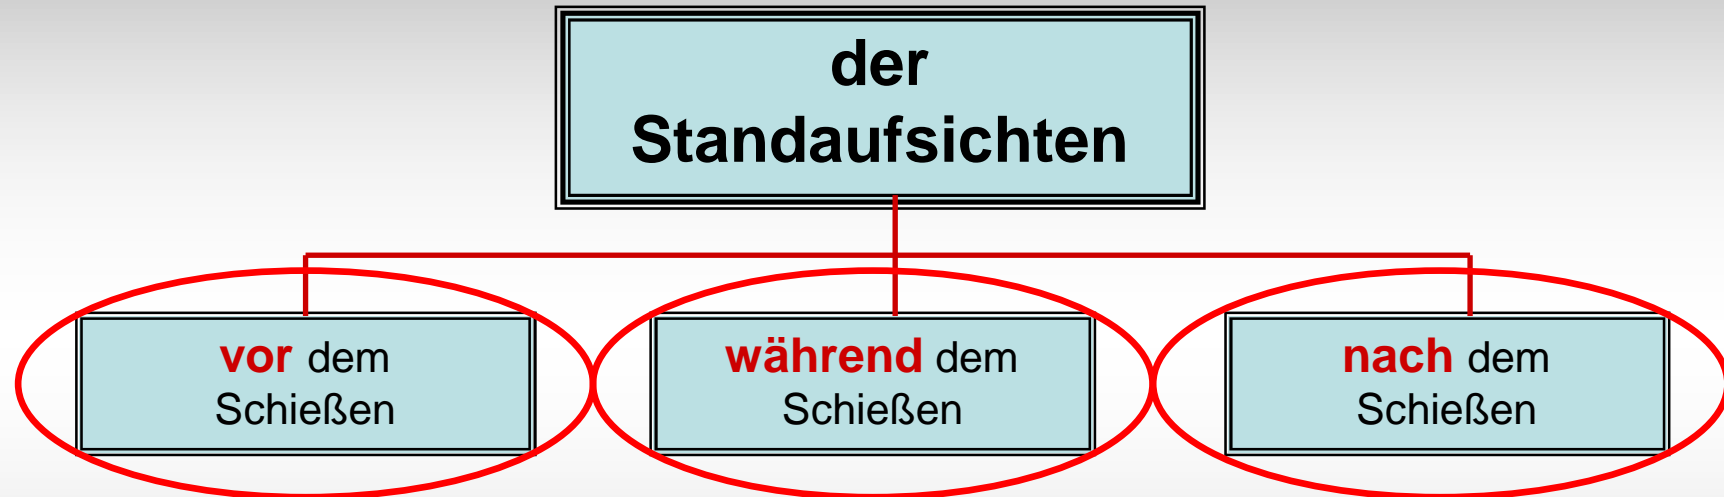 der
Standaufsichten
vor dem
Schießen
während dem
Schießen
nach dem
Schießen